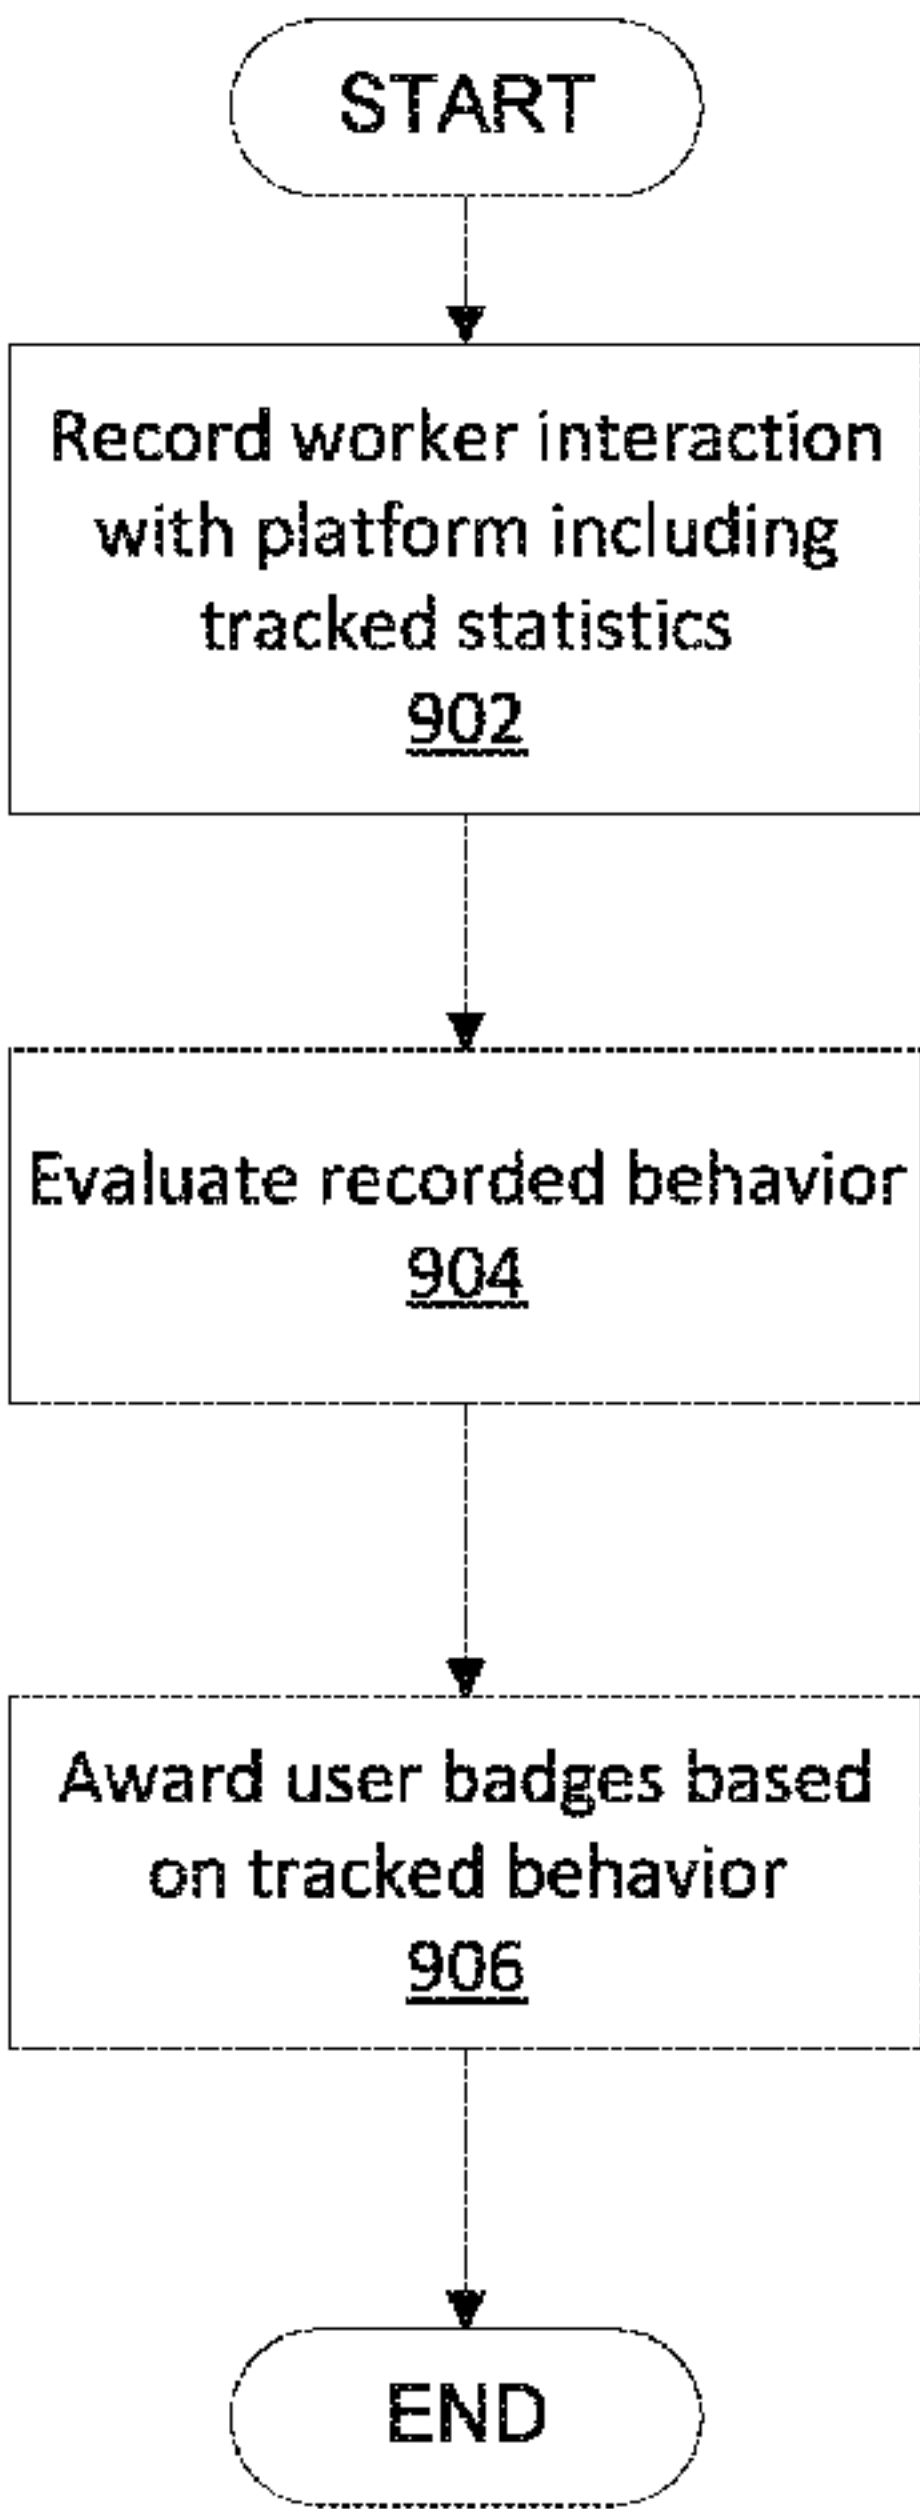 START
Record worker interaction
with platform including
tracked statistics
902
Evaluate recorded behavior
904
Award user badges based
on tracked behavior
906
END